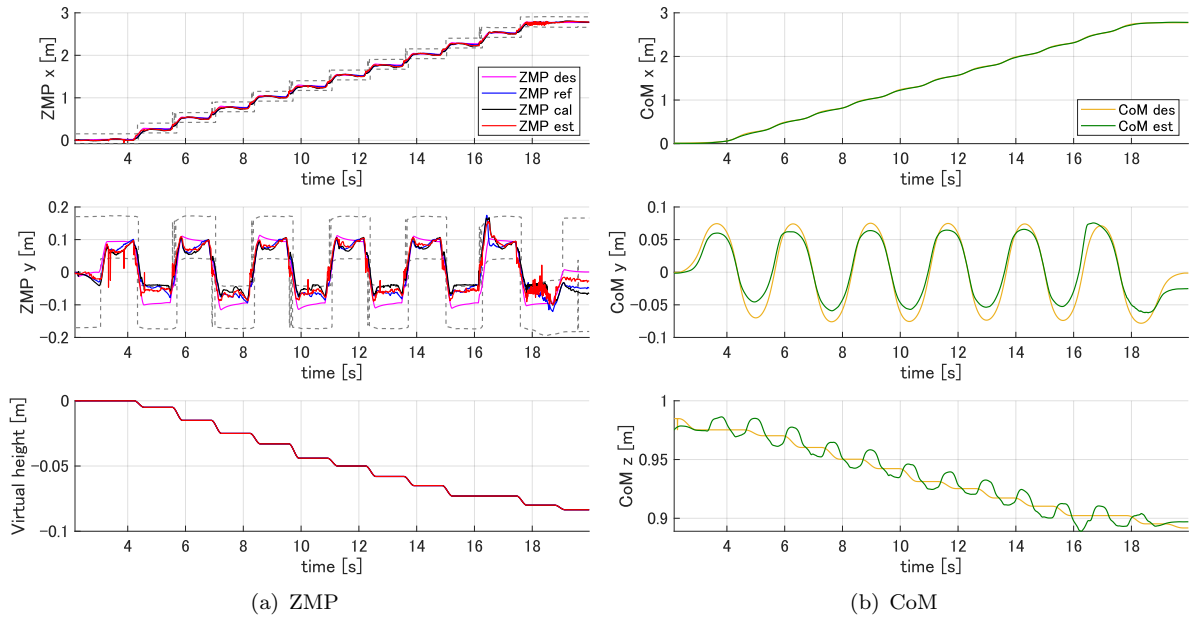 ZMP x [m]
3
2
1
0
ZMP des
ZMP ref
ZMP cal
ZMP est
4 6 8 10 12 14 16 18
time [s]
ZMP y [m]
0.2
0.1
0
−0.1
−0.2
4 6 8 10 12 14 16 18
time [s]
Virtual height [m]
0
−0.05
−0.1
4 6 8 10 12 14 16 18
time [s]
(a) ZMP
CoM x [m]
3
2
1
0
CoM des
CoM est
4 6 8 10 12 14 16 18
time [s]
CoM y [m]
0.1
0.05
0
−0.05
−0.1
4 6 8 10 12 14 16 18
time [s]
CoM z [m]
1
0.95
0.9
4 6 8 10 12 14 16 18
time [s]
(b) CoM